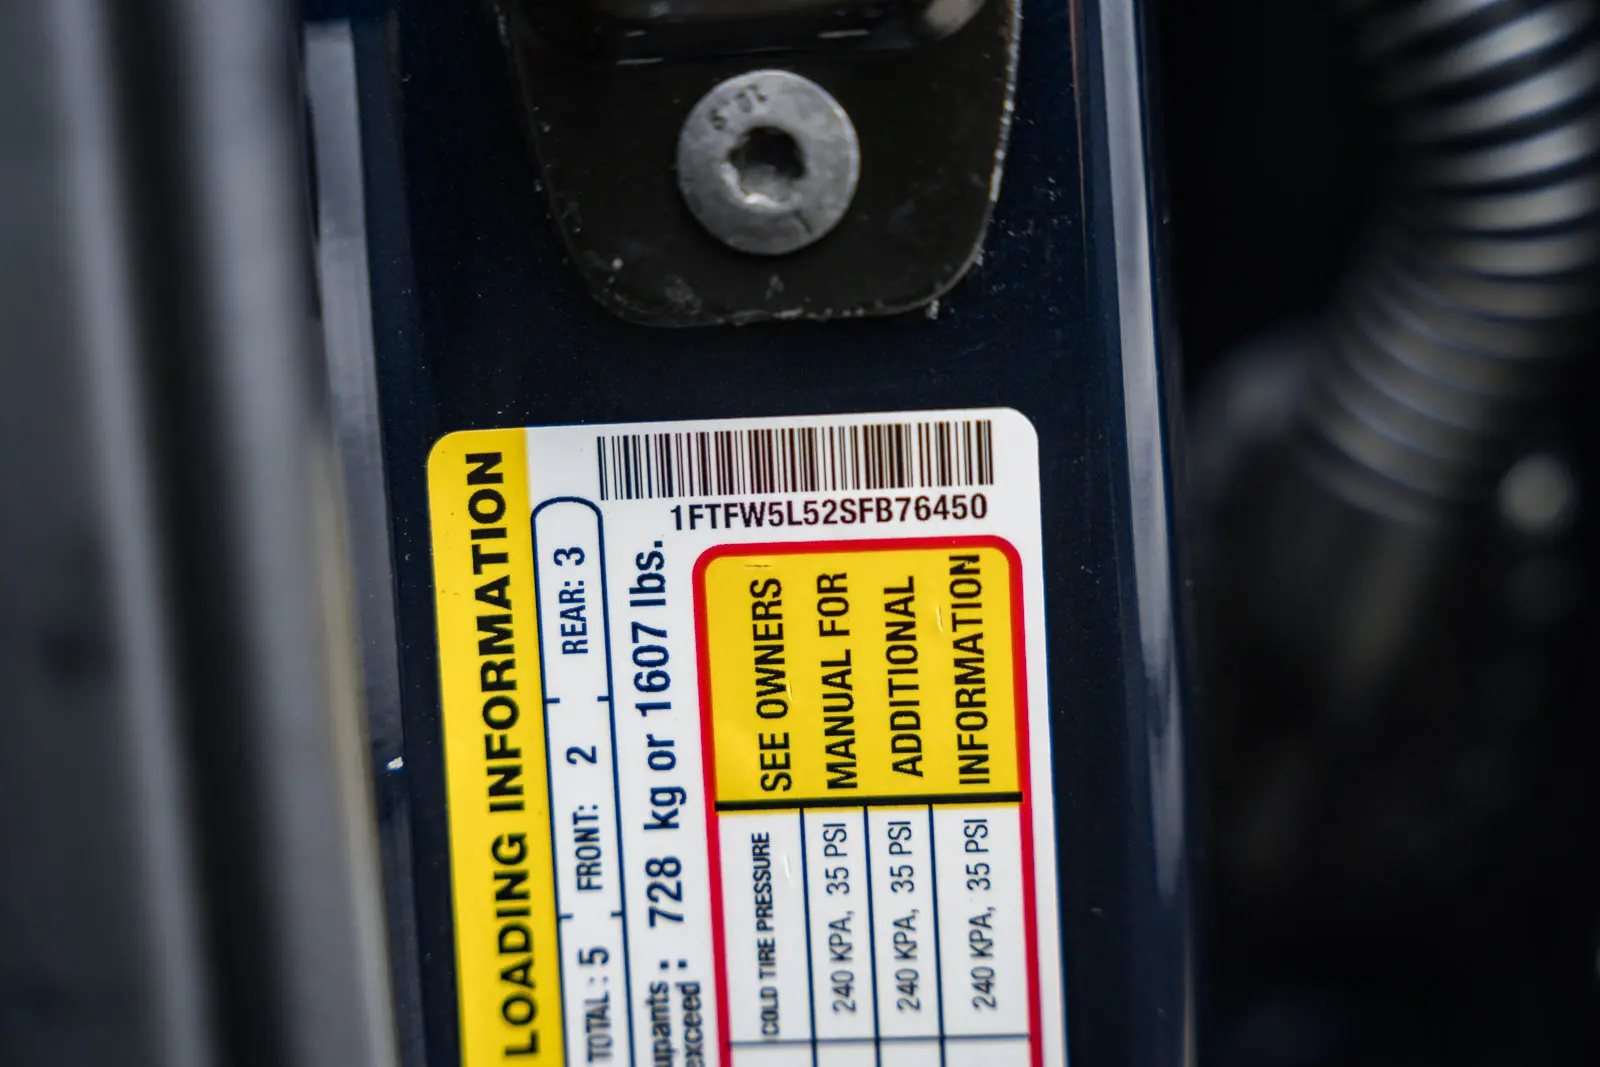 1FTFW5L52SFB76450
LOADING INFORMATION
TOTAL : 5 FRONT: 2 REAR: 3
upants : 728 kg or 1607 lbs.
exceed :
COLD TIRE PRESSURE
240 KPA, 35 PSI
240 KPA, 35 PSI
240 KPA, 35 PSI
SEE OWNERS
MANUAL FOR
ADDITIONAL
INFORMATION